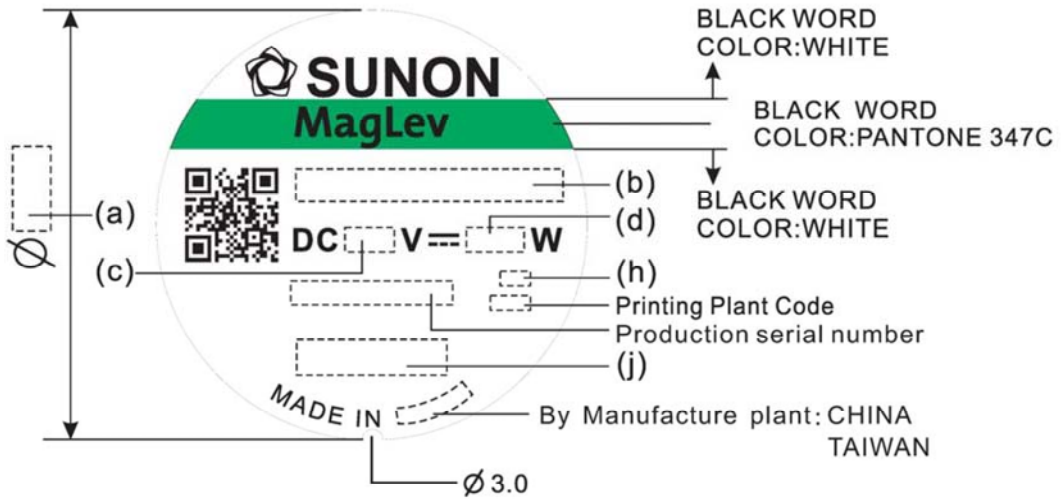 BLACK WORD
COLOR:WHITE
SUNON
MagLev
BLACK WORD
COLOR:PANTONE 347C
(a)
Ø
(b)
BLACK WORD
COLOR:WHITE
DC V⎓ W
(d)
(c)
(h)
Printing Plant Code
Production serial number
(j)
MADE IN
By Manufacture plant: CHINA
TAIWAN
Ø 3.0